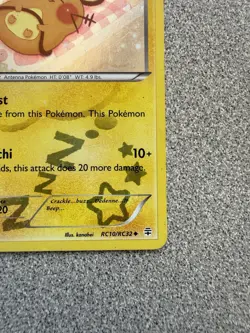 Antenna Pokémon. HT: 0'08" WT: 4.9 lbs.
st
e from this Pokémon. This Pokémon
chi 10+
ds, this attack does 20 more damage.
ZNNN!
20
Crackle...buzz...Dedenne...
Beep...
Illus. kanahei RC10/RC32